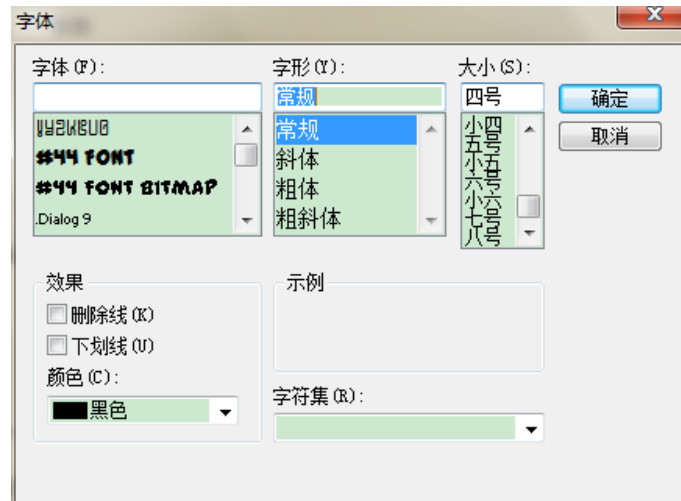 字体
字体(F):
字形(Y):
大小(S):
常规
四号
确定
取消
#44 FONT
#44 FONT BITMAP
.Dialog 9
常规
斜体
粗体
粗斜体
小四
五号
小五
六号
小六
七号
八号
效果
删除线(K)
下划线(U)
颜色(C):
黑色
示例
字符集(R):